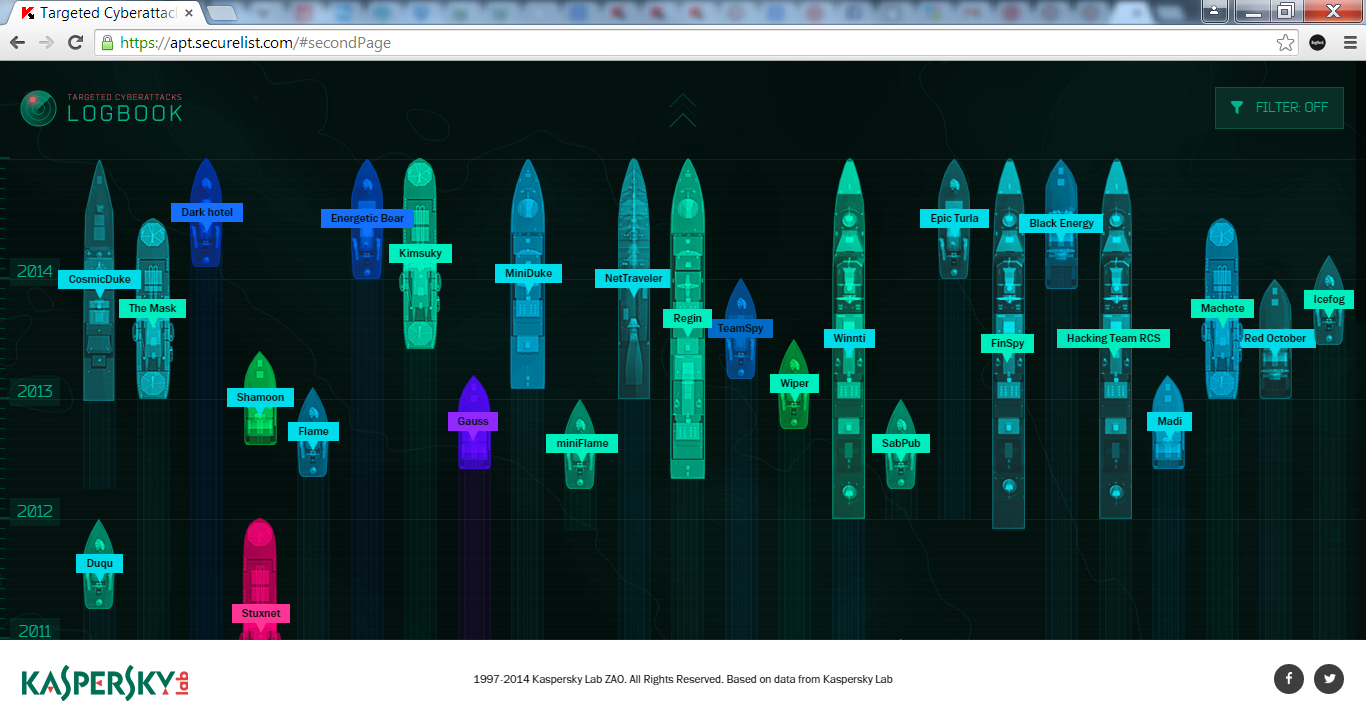 Targeted Cyberattack
https://apt.securelist.com/#secondPage
TARGETED CYBERATTACKS
LOGBOOK
FILTER: OFF
Dark hotel
Energetic Bear
Epic Turla
Black Energy
Kimsuky
2014
CosmicDuke
MiniDuke
NetTraveler
The Mask
Regin
TeamSpy
Winnti
FinSpy
Hacking Team RCS
Machete
Red October
Icefog
2013
Shamoon
Flame
Gauss
miniFlame
Wiper
SabPub
Madi
2012
Duqu
Stuxnet
2011
KASPERSKY lab
1997-2014 Kaspersky Lab ZAO. All Rights Reserved. Based on data from Kaspersky Lab